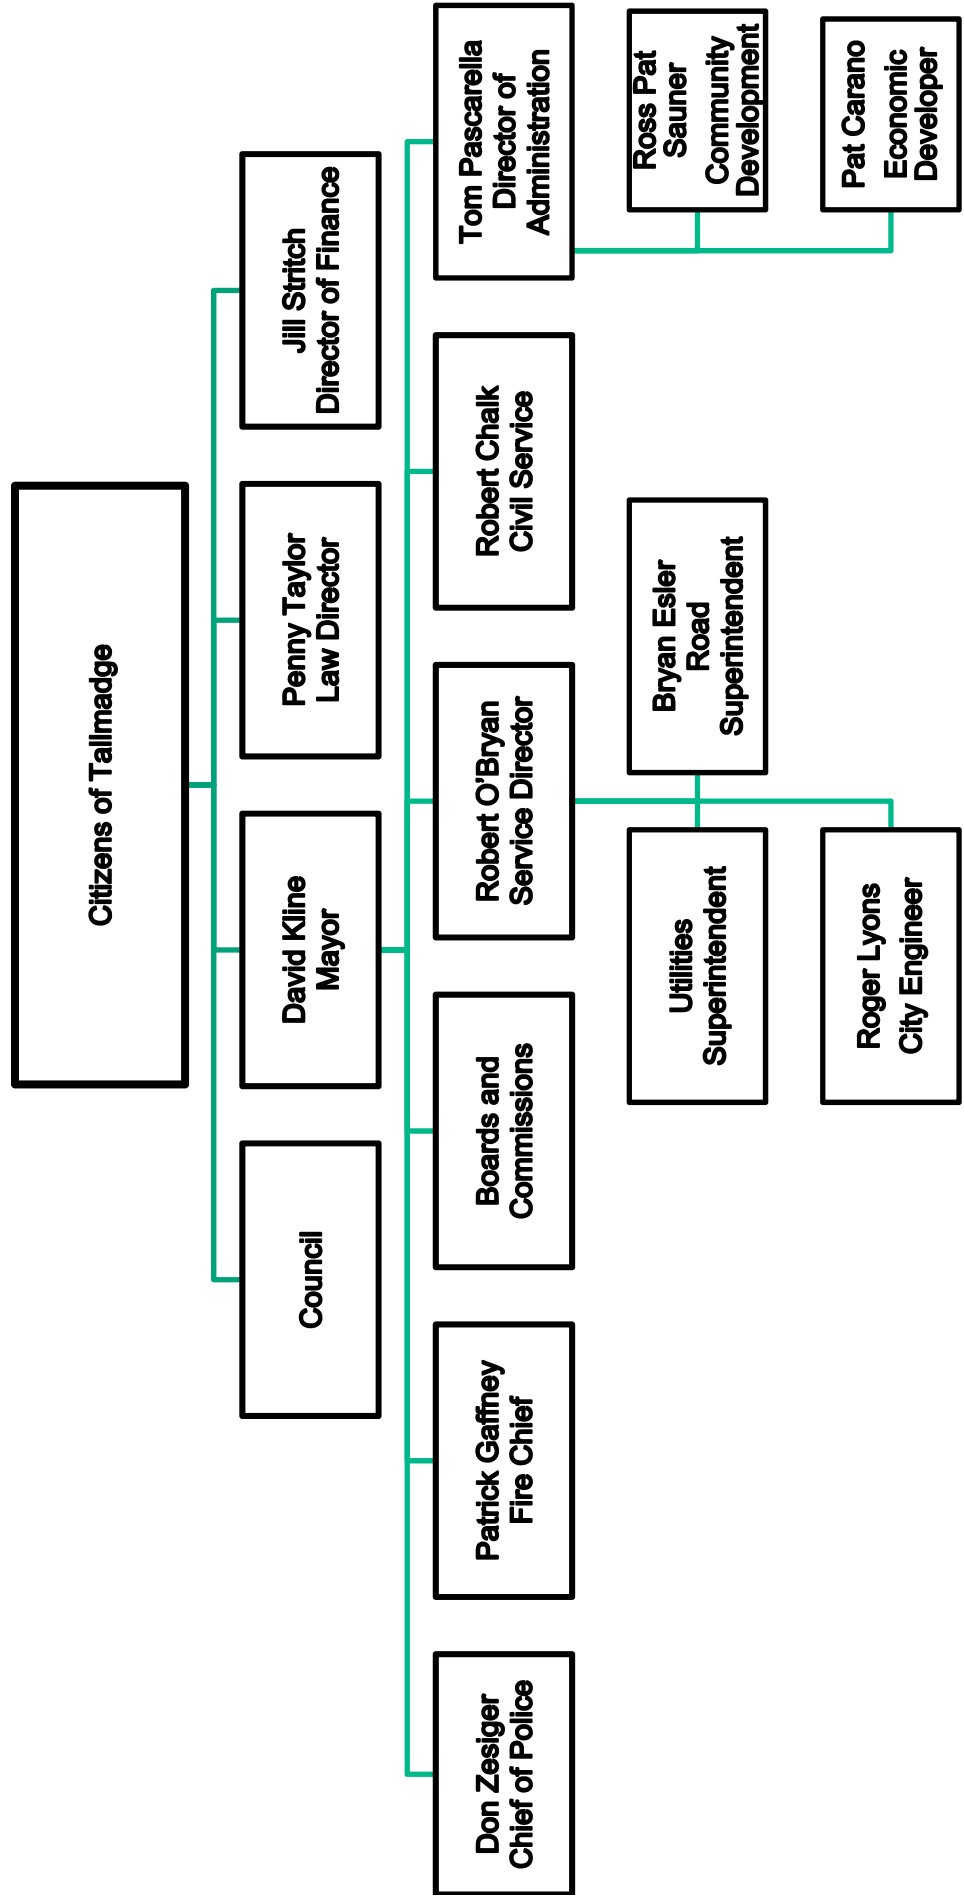 Citizens of Tallmadge
Council
David Kline
Mayor
Penny Taylor
Law Director
Jill Stritch
Director of Finance
Don Zesiger
Chief of Police
Patrick Gaffney
Fire Chief
Boards and
Commissions
Robert O'Bryan
Service Director
Robert Chalk
Civil Service
Tom Pascarella
Director of
Administration
Utilities
Superintendent
Bryan Esler
Road
Superintendent
Ross Pat
Sauner
Community
Development
Roger Lyons
City Engineer
Pat Carano
Economic
Developer